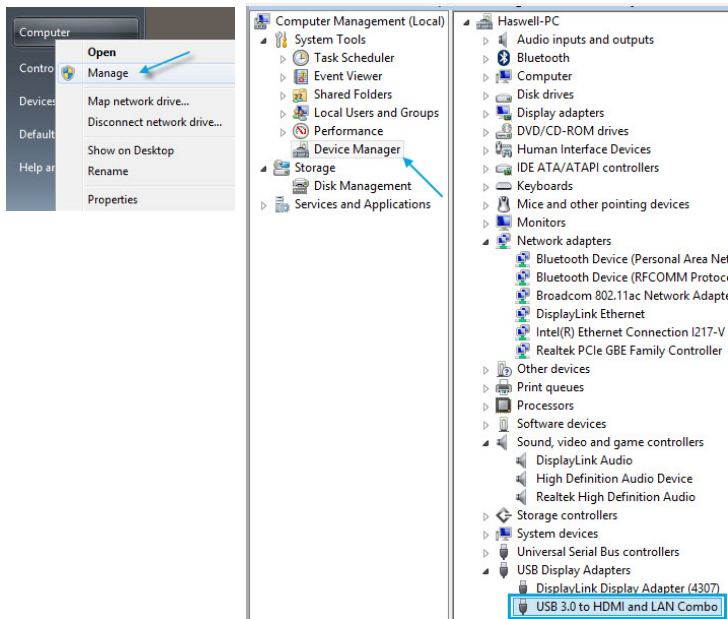 Computer
Open
Contro
Manage
Devices
Map network drive...
Disconnect network drive...
Default
Show on Desktop
Help ar
Rename
Properties
Computer Management (Local)
System Tools
Task Scheduler
Event Viewer
Shared Folders
Local Users and Groups
Performance
Device Manager
Storage
Disk Management
Services and Applications
Haswell-PC
Audio inputs and outputs
Bluetooth
Computer
Disk drives
Display adapters
DVD/CD-ROM drives
Human Interface Devices
IDE ATA/ATAPI controllers
Keyboards
Mice and other pointing devices
Monitors
Network adapters
Bluetooth Device (Personal Area Net
Bluetooth Device (RFCOMM Protoco
Broadcom 802.11ac Network Adapte
DisplayLink Ethernet
Intel(R) Ethernet Connection I217-V
Realtek PCIe GBE Family Controller
Other devices
Print queues
Processors
Software devices
Sound, video and game controllers
DisplayLink Audio
High Definition Audio Device
Realtek High Definition Audio
Storage controllers
System devices
Universal Serial Bus controllers
USB Display Adapters
DisplayLink Display Adapter (4307)
USB 3.0 to HDMI and LAN Combo